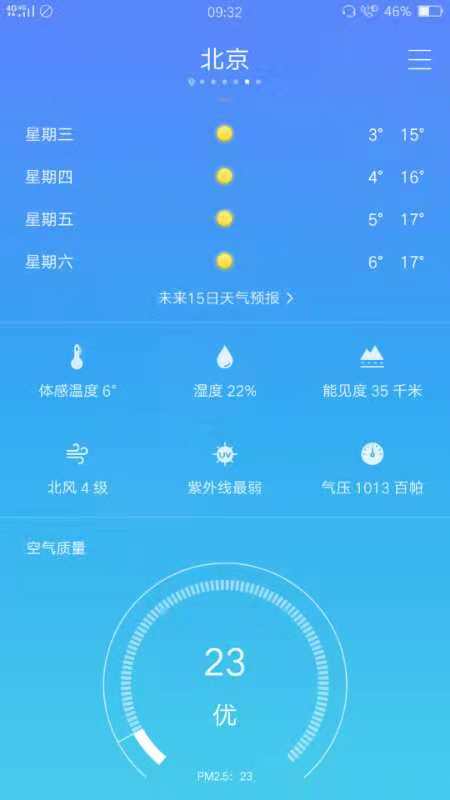 4G 4G 09:32 46%
北京
星期三 3° 15°
星期四 4° 16°
星期五 5° 17°
星期六 6° 17°
未来15日天气预报
体感温度 6° 湿度 22% 能见度 35 千米
UV
北风 4 级 紫外线最弱 气压 1013 百帕
空气质量
23
优
PM2.5: 23